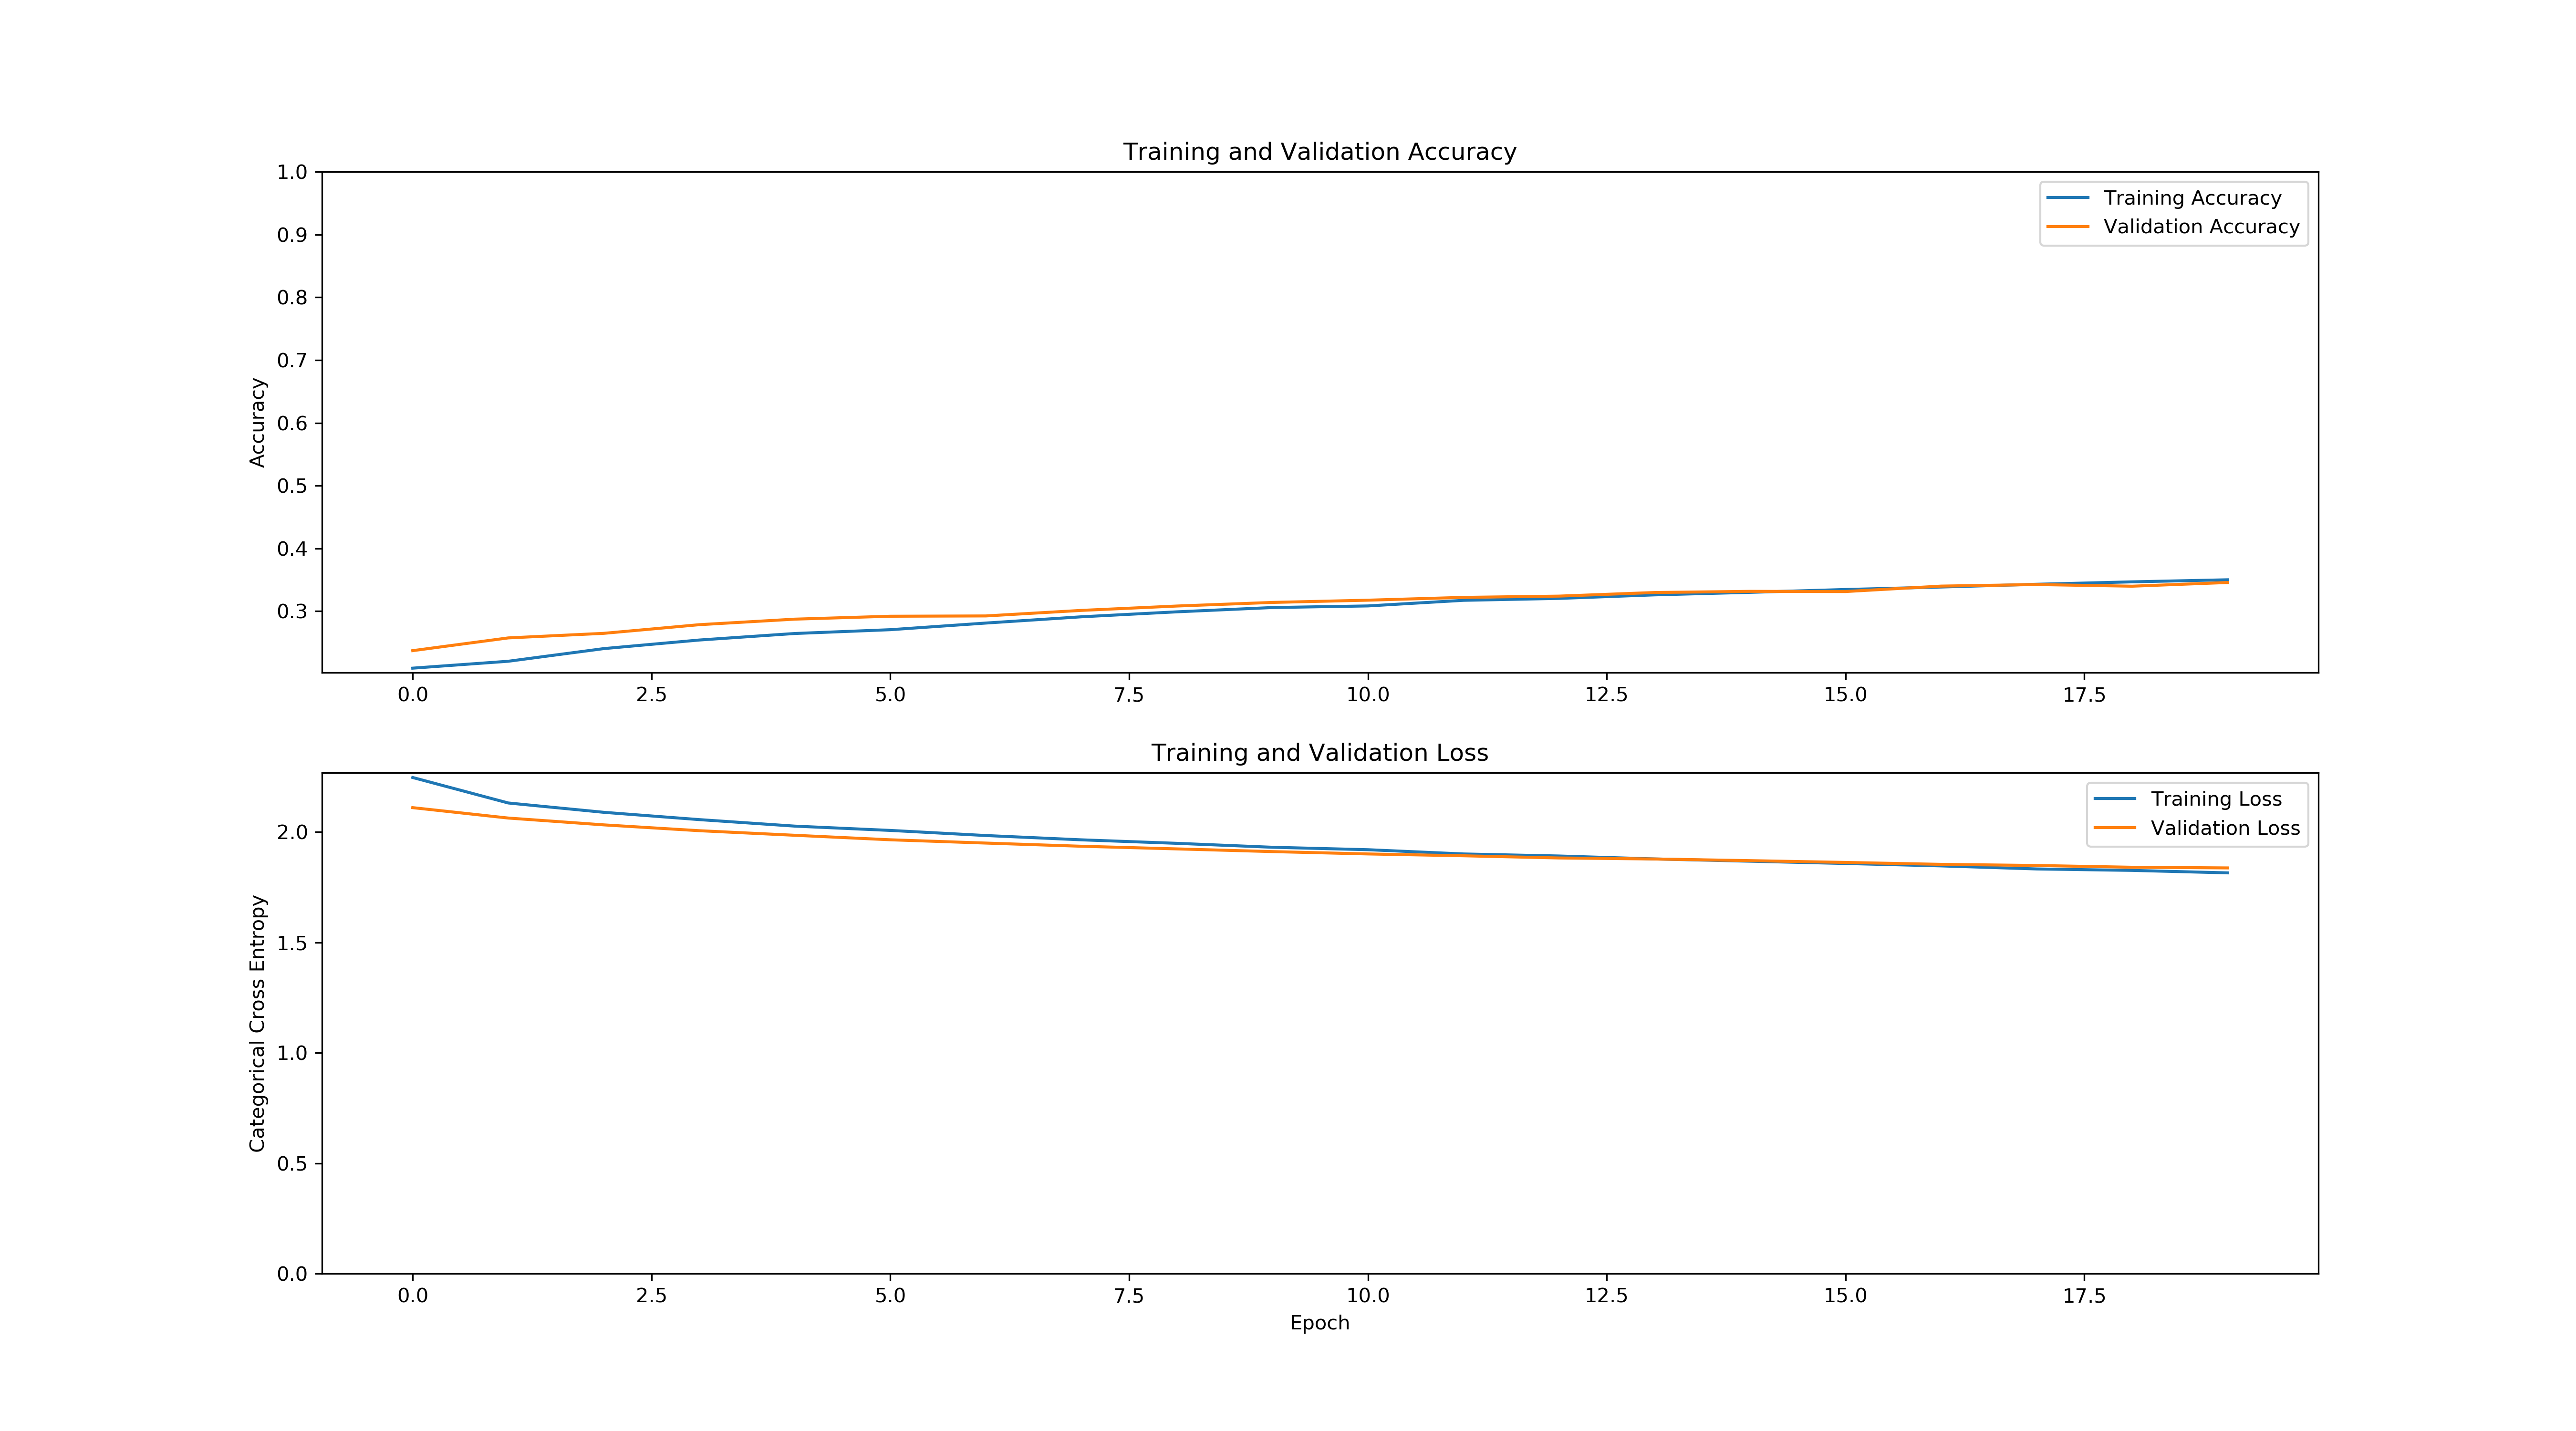 Training and Validation Accuracy
1.0
0.9
0.8
0.7
0.6
0.5
0.4
0.3
Accuracy
Training Accuracy
Validation Accuracy
0.0 2.5 5.0 7.5 10.0 12.5 15.0 17.5
Training and Validation Loss
2.0
1.5
1.0
0.5
0.0
Categorical Cross Entropy
Training Loss
Validation Loss
0.0 2.5 5.0 7.5 10.0 12.5 15.0 17.5
Epoch